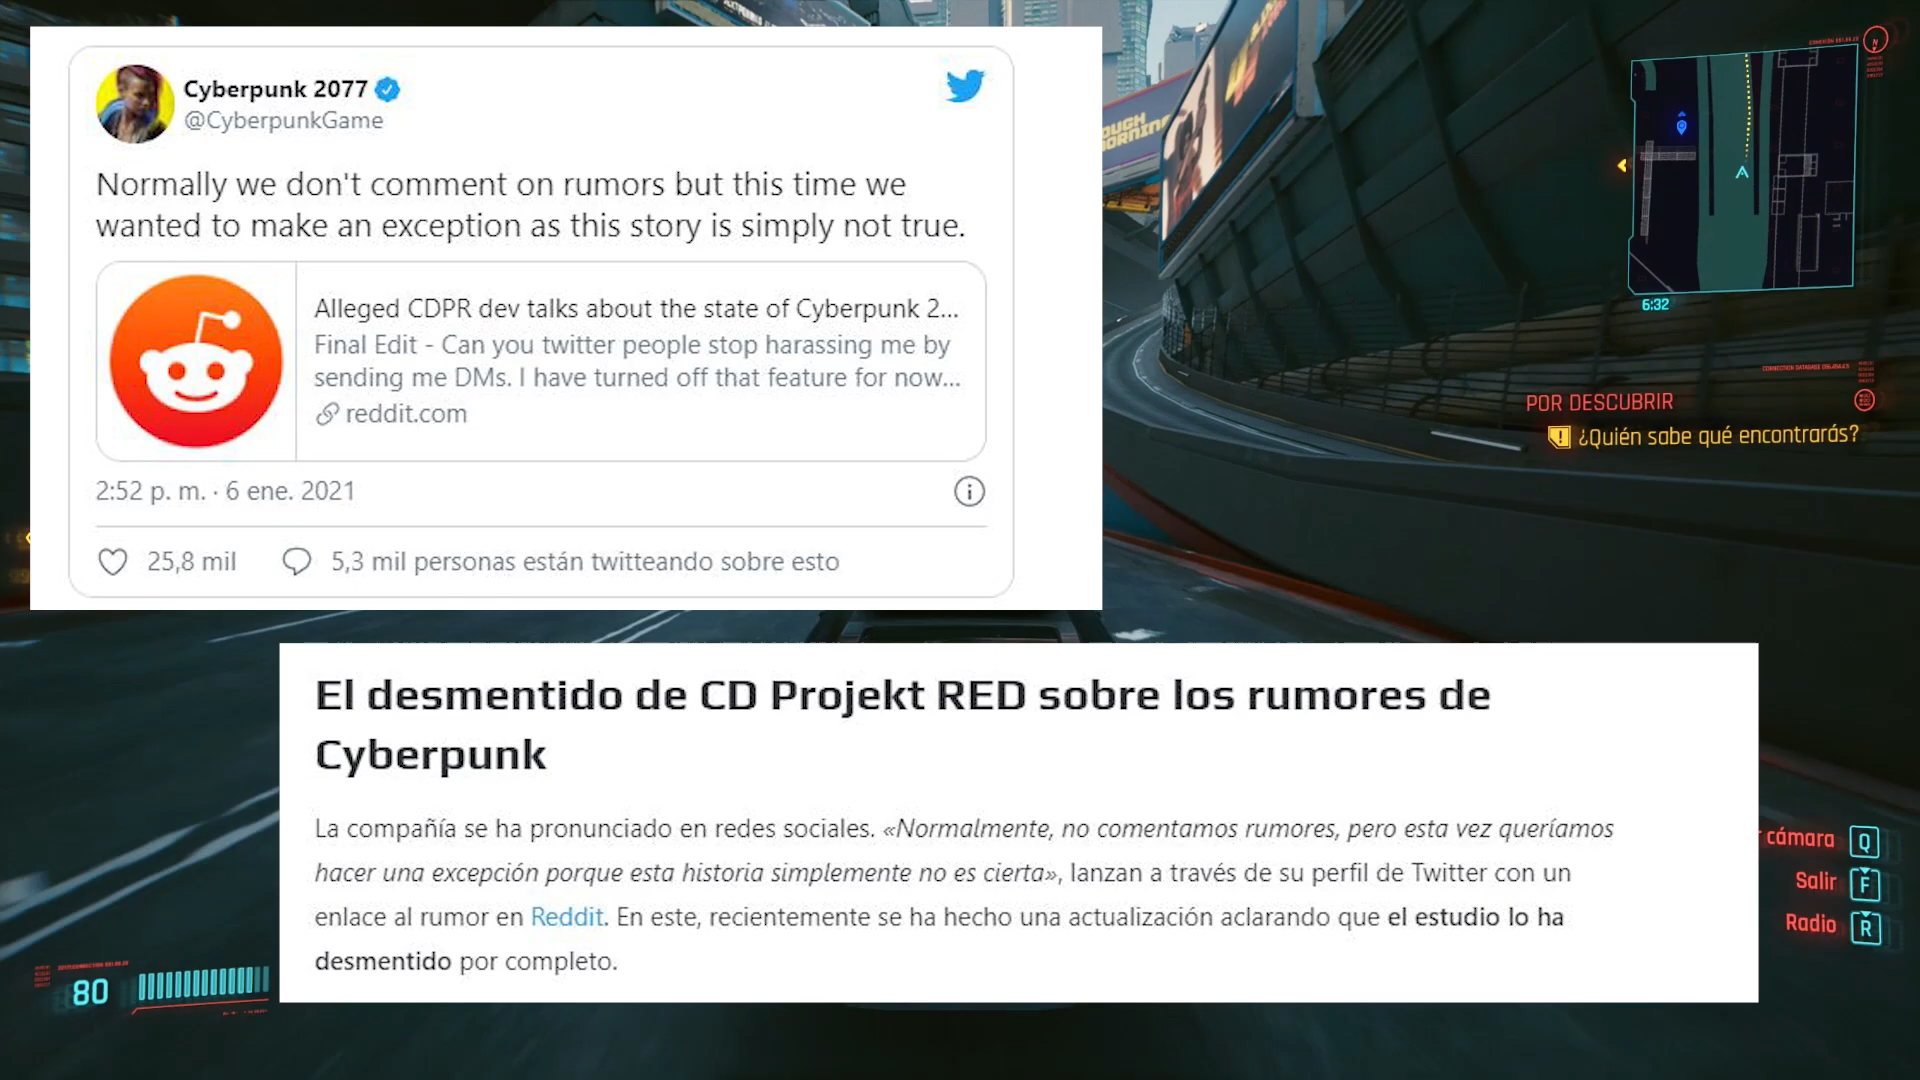 Cyberpunk 2077
@CyberpunkGame
Normally we don't comment on rumors but this time we
wanted to make an exception as this story is simply not true.
Alleged CDPR dev talks about the state of Cyberpunk 2...
Final Edit - Can you twitter people stop harassing me by
sending me DMs. I have turned off that feature for now...
reddit.com
2:52 p. m. · 6 ene. 2021
25,8 mil
5,3 mil personas están twitteando sobre esto
OUGH
MORNING
N
6:32
POR DESCUBRIR
¿Quién sabe qué encontrarás?
El desmentido de CD Projekt RED sobre los rumores de
Cyberpunk
La compañía se ha pronunciado en redes sociales. «Normalmente, no comentamos rumores, pero esta vez queríamos
hacer una excepción porque esta historia simplemente no es cierta», lanzan a través de su perfil de Twitter con un
enlace al rumor en Reddit. En este, recientemente se ha hecho una actualización aclarando que el estudio lo ha
desmentido por completo.
cámara Q
Salir F
Radio R
80